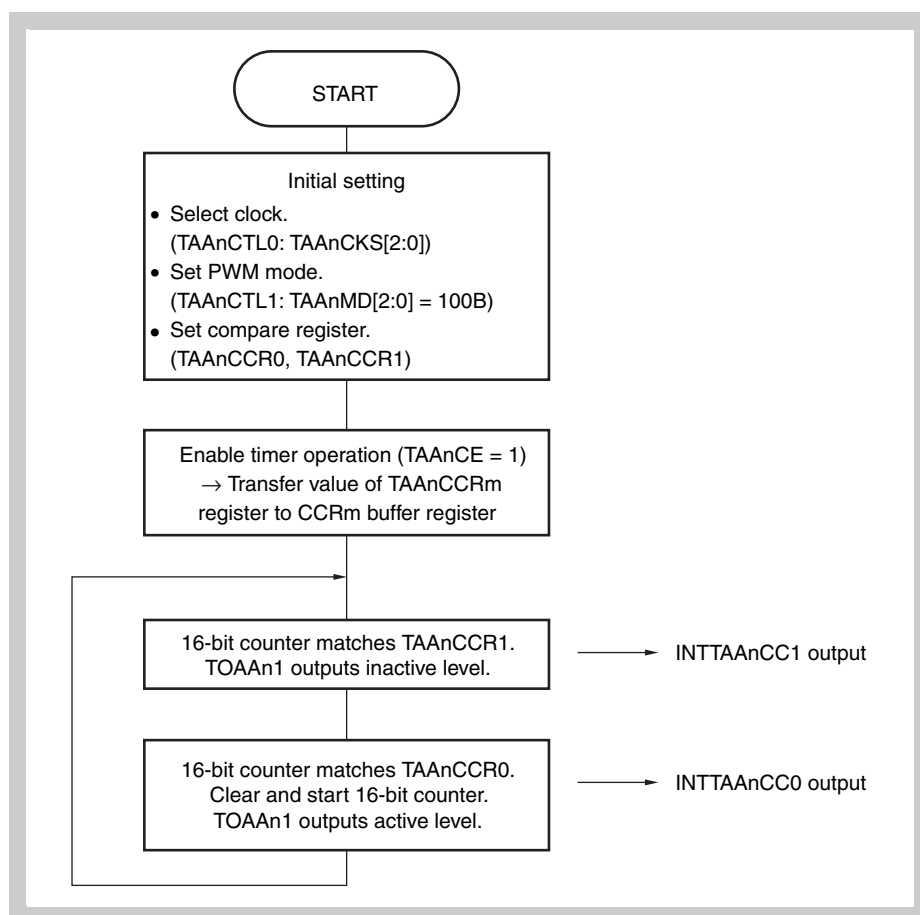 START
Initial setting
• Select clock.
(TAAnCTL0: TAAnCKS[2:0])
• Set PWM mode.
(TAAnCTL1: TAAnMD[2:0] = 100B)
• Set compare register.
(TAAnCCR0, TAAnCCR1)
Enable timer operation (TAAnCE = 1)
→ Transfer value of TAAnCCRm
register to CCRm buffer register
16-bit counter matches TAAnCCR1.
TOAAn1 outputs inactive level.
INTTAAnCC1 output
16-bit counter matches TAAnCCR0.
Clear and start 16-bit counter.
TOAAn1 outputs active level.
INTTAAnCC0 output